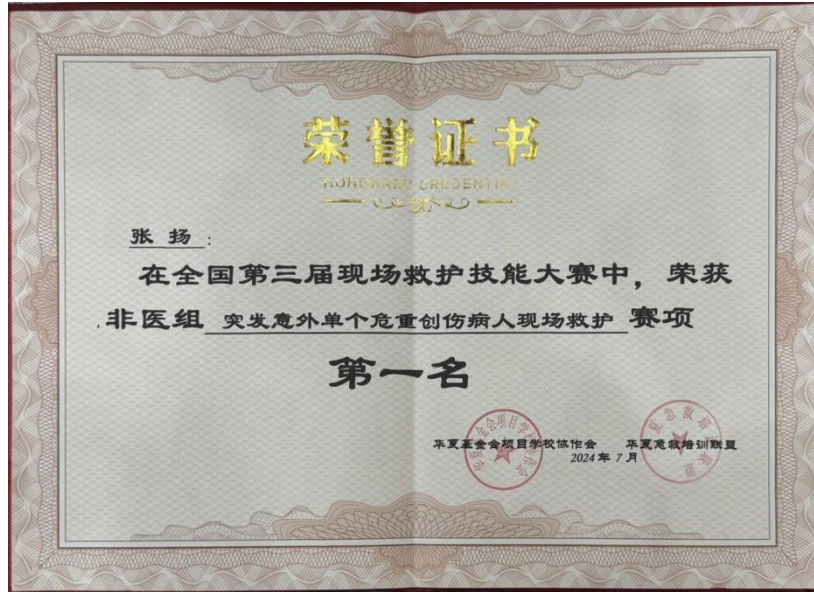 荣誉证书
HONORARY CREDENTIAL
张扬：
在全国第三届现场救护技能大赛中，荣获
非医组 突发意外单个危重创伤病人现场救护 赛项
第一名
华夏基金会项目学校协作会 华夏急救培训联盟
2024年7月